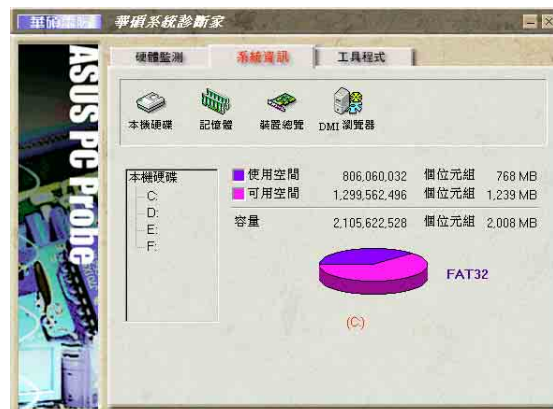 華碩電腦 華碩系統診斷家
ASUS PC Probe
硬體監測 系統資訊 工具程式
本機硬碟 記憶體 裝置總覽 DMI 瀏覽器
本機硬碟
C:
D:
E:
F:
使用空間 806,060,032 個位元組 768 MB
可用空間 1,299,562,496 個位元組 1,239 MB
容量 2,105,622,528 個位元組 2,008 MB
FAT32
(C:)